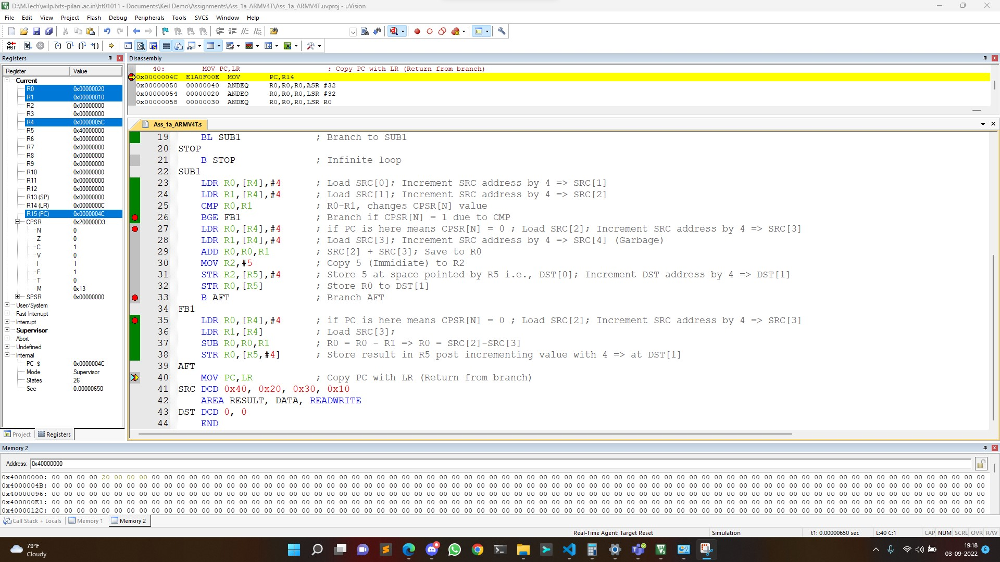 D:\M.Tech\wilp.bits-pilani.ac.in\ht01011 - Documents\Keil Demo\Assignments\Ass_1a_ARMV4T\Ass_1a_ARMV4T.uvproj - µVision
File Edit View Project Flash Debug Peripherals Tools SVCS Window Help
Registers
Register Value
Current
R0 0x00000020
R1 0x00000010
R2 0x00000000
R3 0x00000000
R4 0x0000005C
R5 0x40000000
R6 0x00000000
R7 0x00000000
R8 0x00000000
R9 0x00000000
R10 0x00000000
R11 0x00000000
R12 0x00000000
R13 (SP) 0x00000000
R14 (LR) 0x0000000C
R15 (PC) 0x0000004C
CPSR 0x200000D3
N 0
Z 0
C 1
V 0
I 1
F 1
T 0
M 0x13
SPSR 0x00000000
User/System
Fast Interrupt
Interrupt
Supervisor
Abort
Undefined
Internal
PC $ 0x0000004C
Mode Supervisor
States 26
Sec 0.00000650
Project Registers
Disassembly
40: MOV PC,LR ; Copy PC with LR (Return from branch)
0x0000004C E1A0F00E MOV PC,R14
0x00000050 00000040 ANDEQ R0,R0,R0,ASR #32
0x00000054 00000020 ANDEQ R0,R0,R0,LSR #32
0x00000058 00000030 ANDEQ R0,R0,R0,LSR R0
Ass_1a_ARMV4T.s
19 BL SUB1 ; Branch to SUB1
20 STOP
21 B STOP ; Infinite loop
22 SUB1
23 LDR R0,[R4],#4 ; Load SRC[0]; Increment SRC address by 4 => SRC[1]
24 LDR R1,[R4],#4 ; Load SRC[1]; Increment SRC address by 4 => SRC[2]
25 CMP R0,R1 ; R0-R1, changes CPSR[N] value
26 BGE FB1 ; Branch if CPSR[N] = 1 due to CMP
27 LDR R0,[R4],#4 ; if PC is here means CPSR[N] = 0 ; Load SRC[2]; Increment SRC address by 4 => SRC[3]
28 LDR R1,[R4],#4 ; Load SRC[3]; Increment SRC address by 4 => SRC[4] (Garbage)
29 ADD R0,R0,R1 ; SRC[2] + SRC[3]; Save to R0
30 MOV R2,#5 ; Copy 5 (Immidiate) to R2
31 STR R2,[R5],#4 ; Store 5 at space pointed by R5 i.e., DST[0]; Increment DST address by 4 => DST[1]
32 STR R0,[R5] ; Store R0 to DST[1]
33 B AFT ; Branch AFT
34 FB1
35 LDR R0,[R4],#4 ; if PC is here means CPSR[N] = 0 ; Load SRC[2]; Increment SRC address by 4 => SRC[3]
36 LDR R1,[R4] ; Load SRC[3];
37 SUB R0,R0,R1 ; R0 = R0 - R1 => R0 = SRC[2]-SRC[3]
38 STR R0,[R5,#4] ; Store result in R5 post incrementing value with 4 => at DST[1]
39 AFT
40 MOV PC,LR ; Copy PC with LR (Return from branch)
41 SRC DCD 0x40, 0x20, 0x30, 0x10
42 AREA RESULT, DATA, READWRITE
43 DST DCD 0, 0
44 END
Memory 2
Address: 0x40000000
0x40000000: 00 00 00 00 20 00 00 00 00 00 00 00 00 00 00 00 00 00 00 00 00 00 00 00 00 00 00 00 00 00 00 00 00 00 00 00 00 00 00 00 00 00 00 00 00 00 00 00 00 00 00 00 00 00 00 00 00 00 00 00 00 00 00 00 00 00 00 00 00 00 00 00 00 00 00
0x4000004B: 00 00 00 00 00 00 00 00 00 00 00 00 00 00 00 00 00 00 00 00 00 00 00 00 00 00 00 00 00 00 00 00 00 00 00 00 00 00 00 00 00 00 00 00 00 00 00 00 00 00 00 00 00 00 00 00 00 00 00 00 00 00 00 00 00 00 00 00 00 00 00 00 00 00 00
0x40000096: 00 00 00 00 00 00 00 00 00 00 00 00 00 00 00 00 00 00 00 00 00 00 00 00 00 00 00 00 00 00 00 00 00 00 00 00 00 00 00 00 00 00 00 00 00 00 00 00 00 00 00 00 00 00 00 00 00 00 00 00 00 00 00 00 00 00 00 00 00 00 00 00 00 00 00
0x400000E1: 00 00 00 00 00 00 00 00 00 00 00 00 00 00 00 00 00 00 00 00 00 00 00 00 00 00 00 00 00 00 00 00 00 00 00 00 00 00 00 00 00 00 00 00 00 00 00 00 00 00 00 00 00 00 00 00 00 00 00 00 00 00 00 00 00 00 00 00 00 00 00 00 00 00 00
0x4000012C: 00 00 00 00 00 00 00 00 00 00 00 00 00 00 00 00 00 00 00 00 00 00 00 00 00 00 00 00 00 00 00 00 00 00 00 00 00 00 00 00 00 00 00 00 00 00 00 00 00 00 00 00 00 00 00 00 00 00 00 00 00 00 00 00 00 00 00 00 00 00 00 00 00 00 00
Call Stack + Locals Memory 1 Memory 2
Real-Time Agent: Target Reset Simulation t1: 0.00000650 sec L:40 C:1 CAP NUM SCRL OVR R/W
79°F
Cloudy
19:18
03-09-2022
6